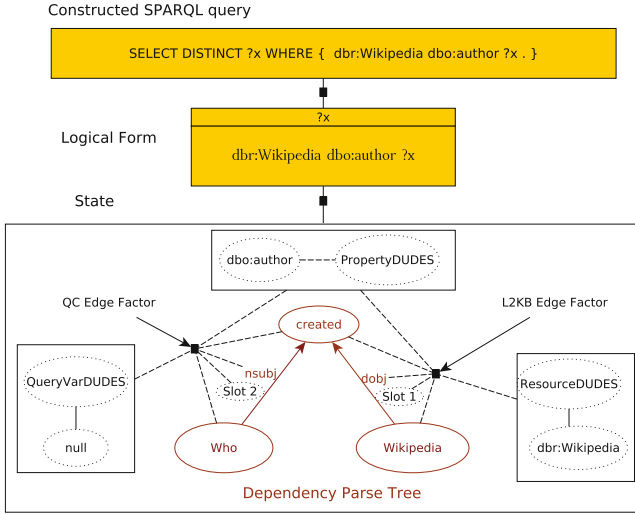 Constructed SPARQL query
SELECT DISTINCT ?x WHERE { dbr:Wikipedia dbo:author ?x . }
?x
Logical Form
dbr:Wikipedia dbo:author ?x
State
dbo:author
PropertyDUDES
QC Edge Factor
L2KB Edge Factor
created
nsubj
dobj
QueryVarDUDES
Slot 2
Slot 1
ResourceDUDES
null
Who
Wikipedia
dbr:Wikipedia
Dependency Parse Tree